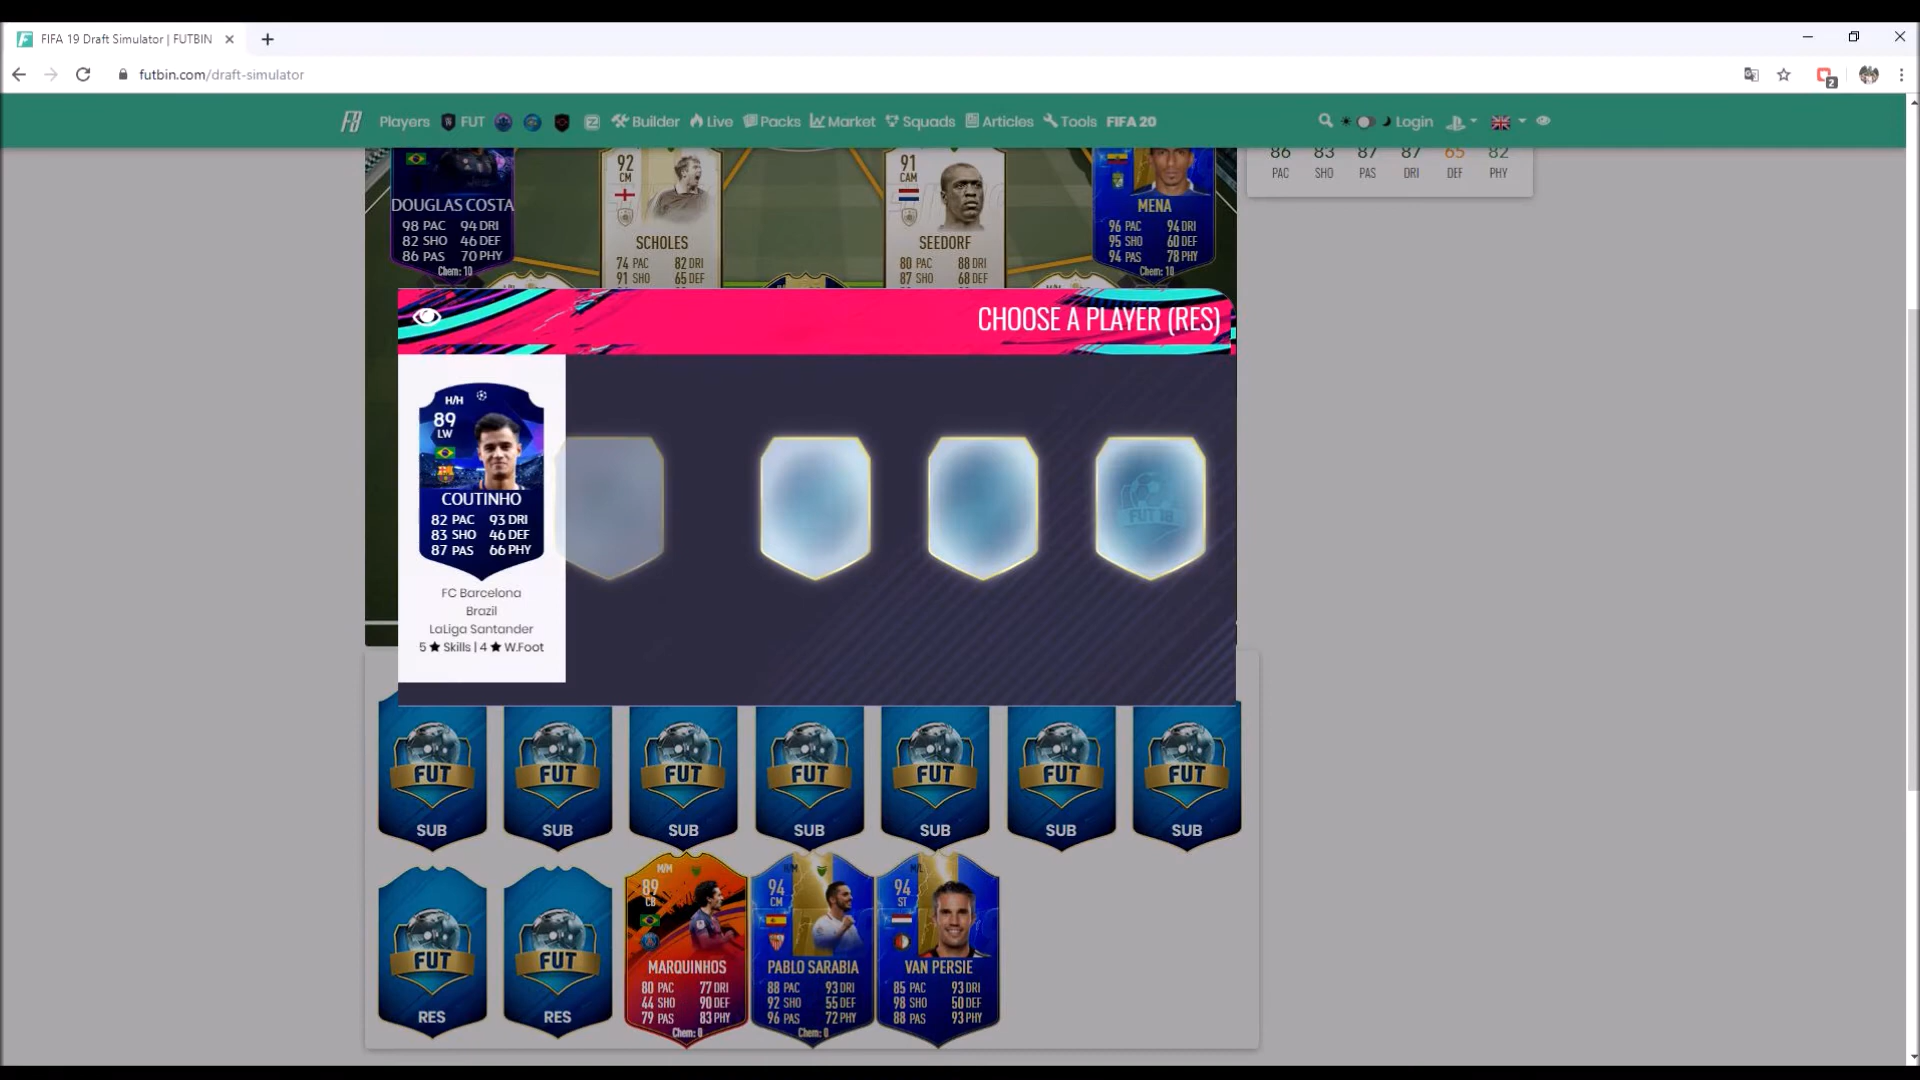 FIFA 19 Draft Simulator | FUTBIN
futbin.com/draft-simulator
2
FB Players FUT Builder Live Packs Market Squads Articles Tools FIFA 20 Login
86 83 87 87 65 82
PAC SHO PAS DRI DEF PHY
DOUGLAS COSTA
98 PAC 94 DRI
82 SHO 46 DEF
86 PAS 70 PHY
Chem: 10
92
CM
SCHOLES
74 PAC 82 DRI
91 SHO 65 DEF
91
CAM
SEEDORF
80 PAC 88 DRI
87 SHO 68 DEF
MENA
96 PAC 94 DRI
95 SHO 60 DEF
94 PAS 78 PHY
Chem: 10
CHOOSE A PLAYER (RES)
H/H
89
LW
COUTINHO
82 PAC 93 DRI
83 SHO 46 DEF
87 PAS 66 PHY
FC Barcelona
Brazil
LaLiga Santander
5 ★ Skills | 4 ★ W.Foot
FUT 18
FUT FUT FUT FUT FUT FUT FUT
SUB SUB SUB SUB SUB SUB SUB
FUT
RES
FUT
RES
M/M
89
CB
MARQUINHOS
80 PAC 77 DRI
44 SHO 90 DEF
79 PAS 83 PHY
Chem: 0
94
CM
PABLO SARABIA
88 PAC 93 DRI
92 SHO 55 DEF
96 PAS 72 PHY
Chem: 0
M/L
94
ST
VAN PERSIE
85 PAC 93 DRI
98 SHO 50 DEF
88 PAS 93 PHY